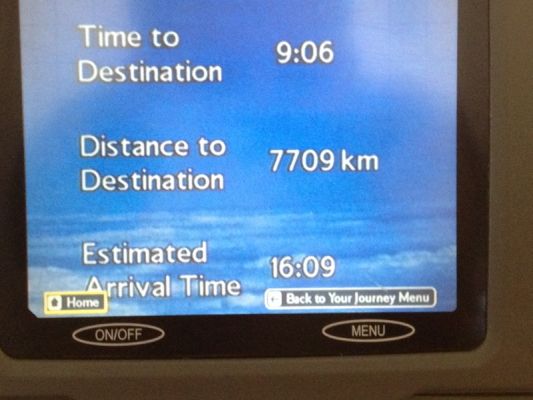 Time to
Destination
9:06
Distance to
Destination
7709 km
Estimated
Arrival Time
16:09
Home
Back to Your Journey Menu
ON/OFF
MENU